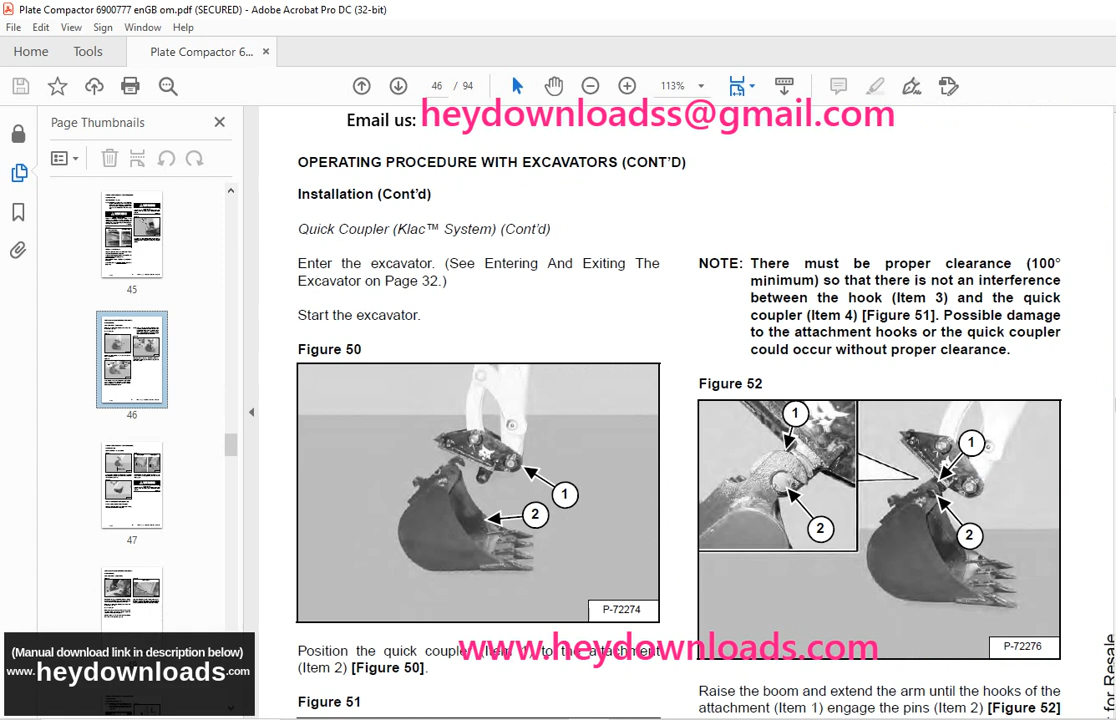 Plate Compactor 6900777 enGB om.pdf (SECURED) - Adobe Acrobat Pro DC (32-bit)
File Edit View Sign Window Help
Home Tools Plate Compactor 6... ×
46 / 94 113%
Page Thumbnails
45
46
47
(Manual download link in description below)
www.heydownloads.com
Email us: heydownloadss@gmail.com
OPERATING PROCEDURE WITH EXCAVATORS (CONT'D)
Installation (Cont'd)
Quick Coupler (Klac™ System) (Cont'd)
Enter the excavator. (See Entering And Exiting The
Excavator on Page 32.)
Start the excavator.
Figure 50
1
2
P-72274
Position the quick coupler (Item 1) to the attachment
(Item 2) [Figure 50].
www.heydownloads.com
Figure 51
NOTE: There must be proper clearance (100°
minimum) so that there is not an interference
between the hook (Item 3) and the quick
coupler (Item 4) [Figure 51]. Possible damage
to the attachment hooks or the quick coupler
could occur without proper clearance.
Figure 52
1
2
1
2
P-72276
Raise the boom and extend the arm until the hooks of the
attachment (Item 1) engage the pins (Item 2) [Figure 52]
for Resale